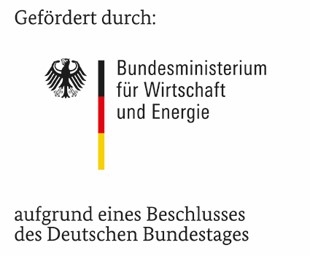 Gefördert durch:
Bundesministerium
für Wirtschaft
und Energie
aufgrund eines Beschlusses
des Deutschen Bundestages